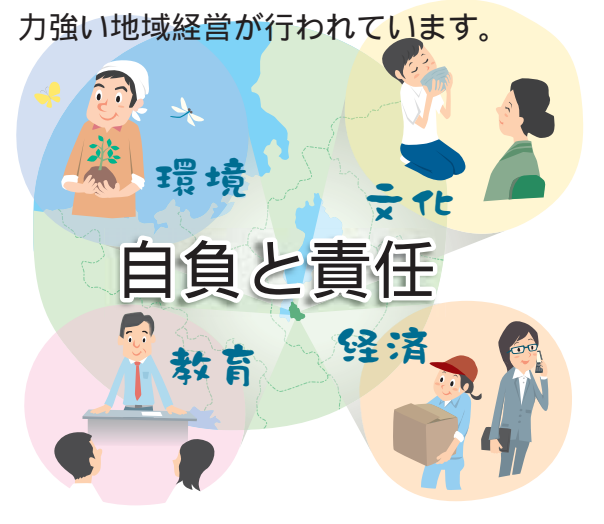 力強い地域経営が行われています。
環境
文化
自負と責任
教育
経済